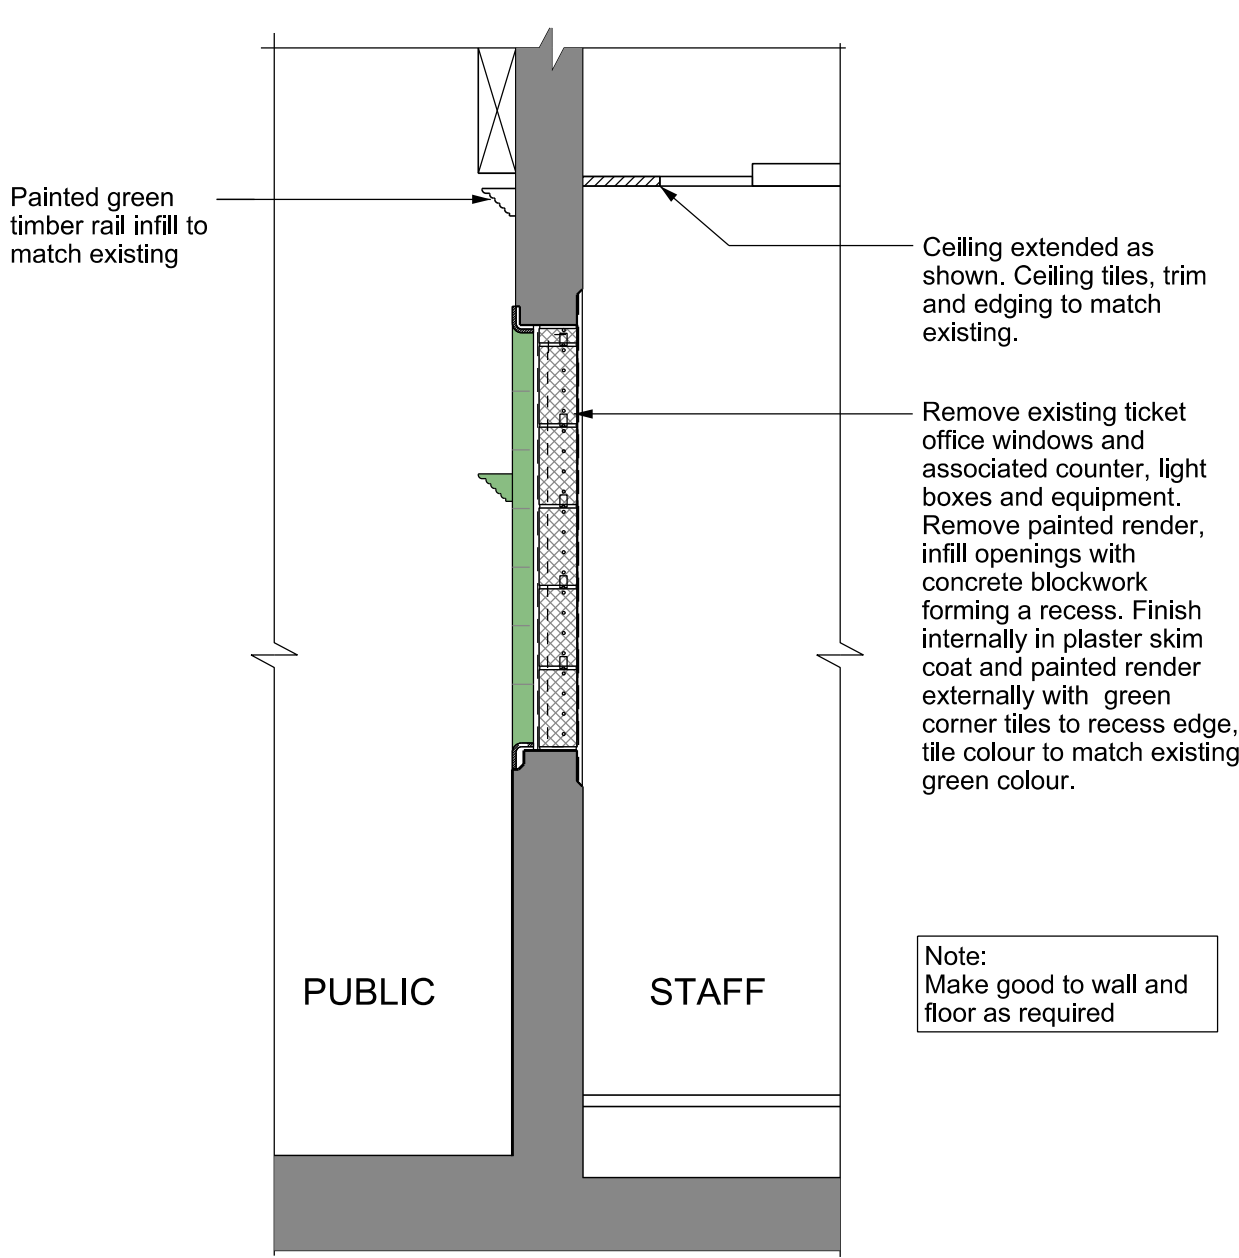 Painted green
timber rail infill to
match existing
Ceiling extended as
shown. Ceiling tiles, trim
and edging to match
existing.
Remove existing ticket
office windows and
associated counter, light
boxes and equipment.
Remove painted render,
infill openings with
concrete blockwork
forming a recess. Finish
internally in plaster skim
coat and painted render
externally with  green
corner tiles to recess edge,
tile colour to match existing
green colour.
PUBLIC
STAFF
Note:
Make good to wall and
floor as required